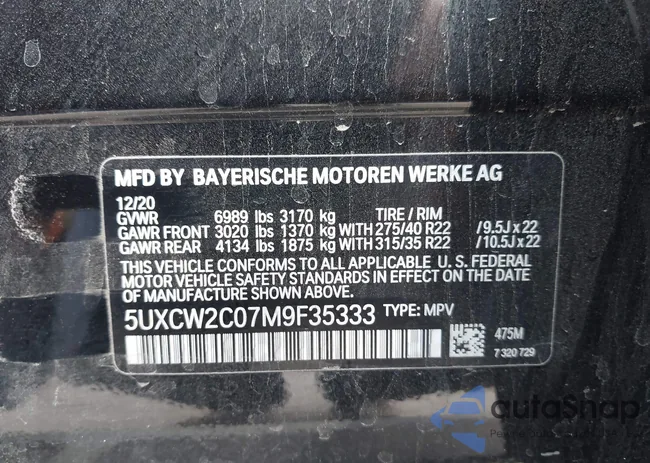 MFD BY BAYERISCHE MOTOREN WERKE AG
12/20
GVWR 6989 lbs 3170 kg TIRE / RIM
GAWR FRONT 3020 lbs 1370 kg WITH 275/40 R22 / 9.5J x 22
GAWR REAR 4134 lbs 1875 kg WITH 315/35 R22 / 10.5J x 22
THIS VEHICLE CONFORMS TO ALL APPLICABLE U. S. FEDERAL
MOTOR VEHICLE SAFETY STANDARDS IN EFFECT ON THE DATE
OF MANUFACTURE SHOWN ABOVE.
5UXCW2C07M9F35333 TYPE: MPV
475M
7 320 729
autoSnap